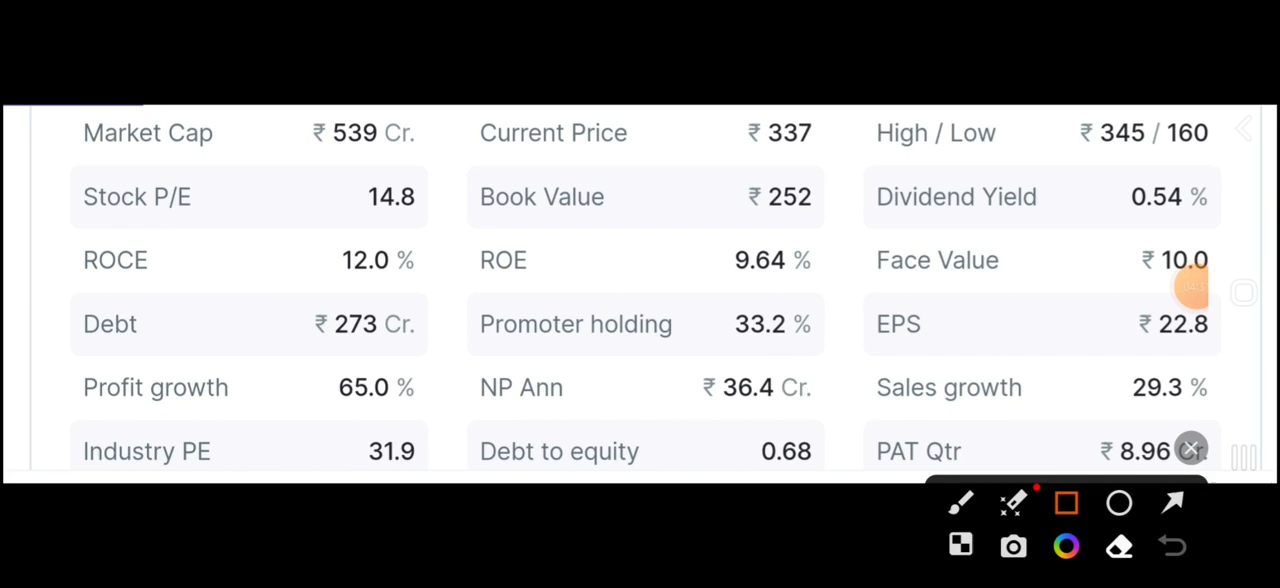 Market Cap ₹ 539 Cr. Current Price ₹ 337 High / Low ₹ 345 / 160
Stock P/E 14.8 Book Value ₹ 252 Dividend Yield 0.54 %
ROCE 12.0 % ROE 9.64 % Face Value ₹ 10.0
Debt ₹ 273 Cr. Promoter holding 33.2 % EPS ₹ 22.8
Profit growth 65.0 % NP Ann ₹ 36.4 Cr. Sales growth 29.3 %
Industry PE 31.9 Debt to equity 0.68 PAT Qtr ₹ 8.96 Cr.